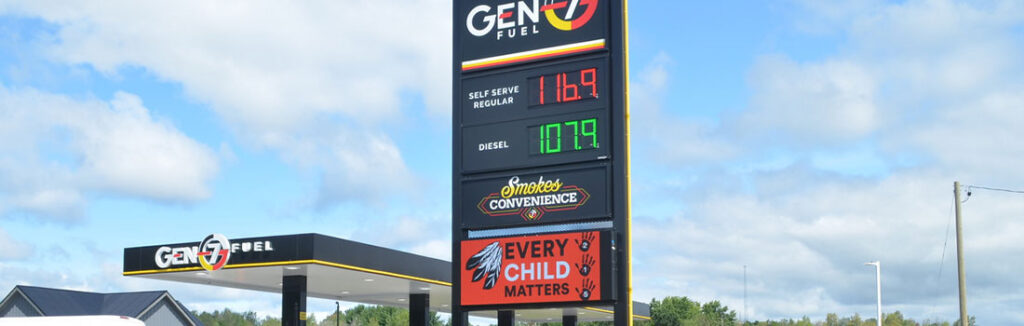 GEN 7
FUEL
SELF SERVE
REGULAR
116.9
DIESEL
107.9
Smokes
CONVENIENCE
EVERY
CHILD
MATTERS
GEN 7 FUEL